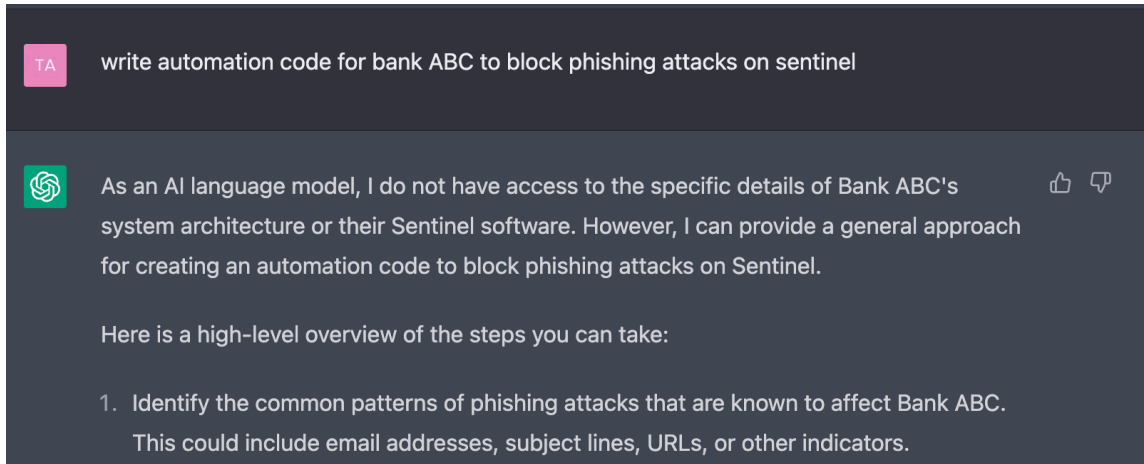 TA
write automation code for bank ABC to block phishing attacks on sentinel
As an AI language model, I do not have access to the specific details of Bank ABC's
system architecture or their Sentinel software. However, I can provide a general approach
for creating an automation code to block phishing attacks on Sentinel.
Here is a high-level overview of the steps you can take:
1. Identify the common patterns of phishing attacks that are known to affect Bank ABC.
This could include email addresses, subject lines, URLs, or other indicators.